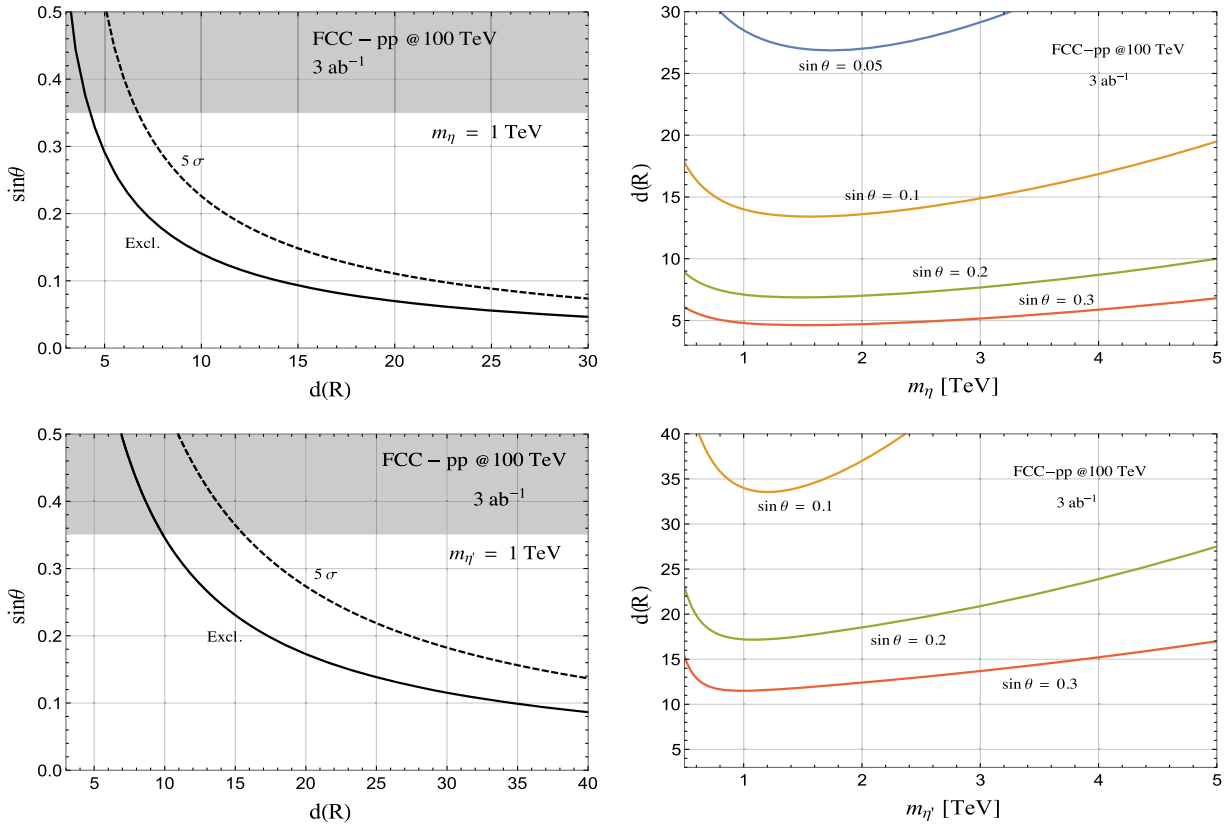 0.5
0.4
0.3
0.2
0.1
0.0
sinθ
FCC − pp @100 TeV
3 ab⁻¹
m_η = 1 TeV
5 σ
Excl.
5 10 15 20 25 30
d(R)
30
25
20
15
10
5
d(R)
FCC − pp @100 TeV
3 ab⁻¹
sin θ = 0.05
sin θ = 0.1
sin θ = 0.2
sin θ = 0.3
1 2 3 4 5
m_η [TeV]
0.5
0.4
0.3
0.2
0.1
0.0
sinθ
FCC − pp @100 TeV
3 ab⁻¹
m_η' = 1 TeV
5 σ
Excl.
5 10 15 20 25 30 35 40
d(R)
40
35
30
25
20
15
10
5
d(R)
FCC−pp @100 TeV
3 ab⁻¹
sin θ = 0.1
sin θ = 0.2
sin θ = 0.3
1 2 3 4 5
m_η' [TeV]